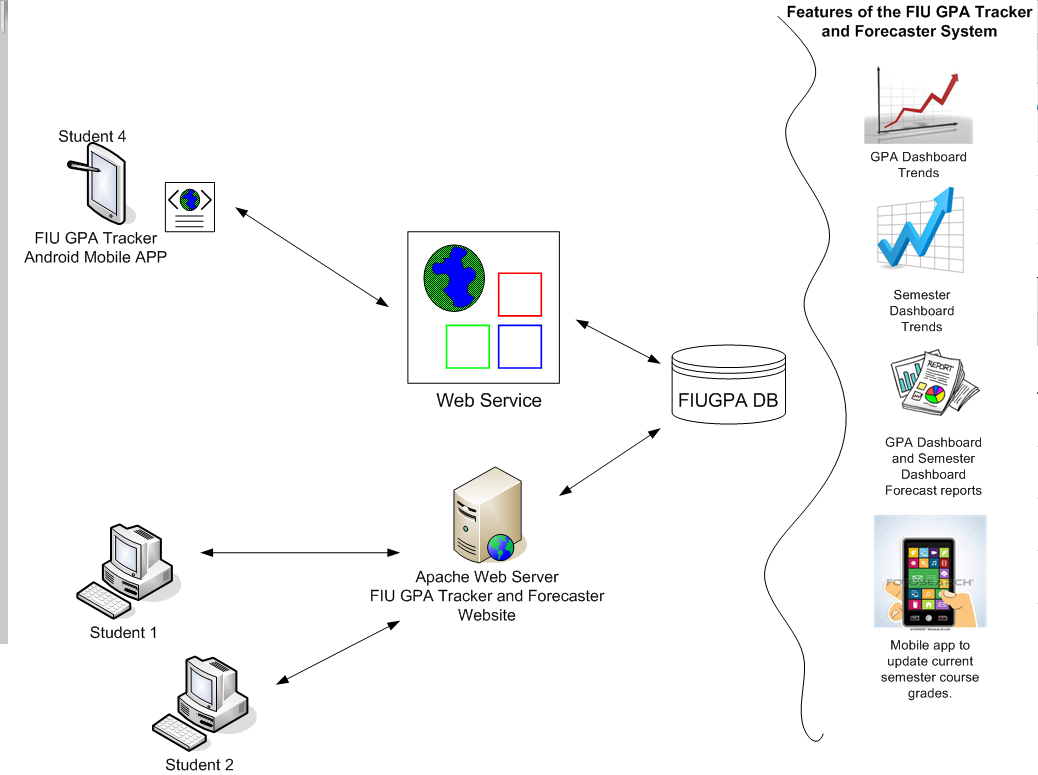 Features of the FIU GPA Tracker
and Forecaster System
Student 4
FIU GPA Tracker
Android Mobile APP
Web Service
FIUGPA DB
Apache Web Server
FIU GPA Tracker and Forecaster
Website
Student 1
Student 2
GPA Dashboard
Trends
Semester
Dashboard
Trends
REPORT
GPA Dashboard
and Semester
Dashboard
Forecast reports
FOTOSEARCH
Mobile app to
update current
semester course
grades.